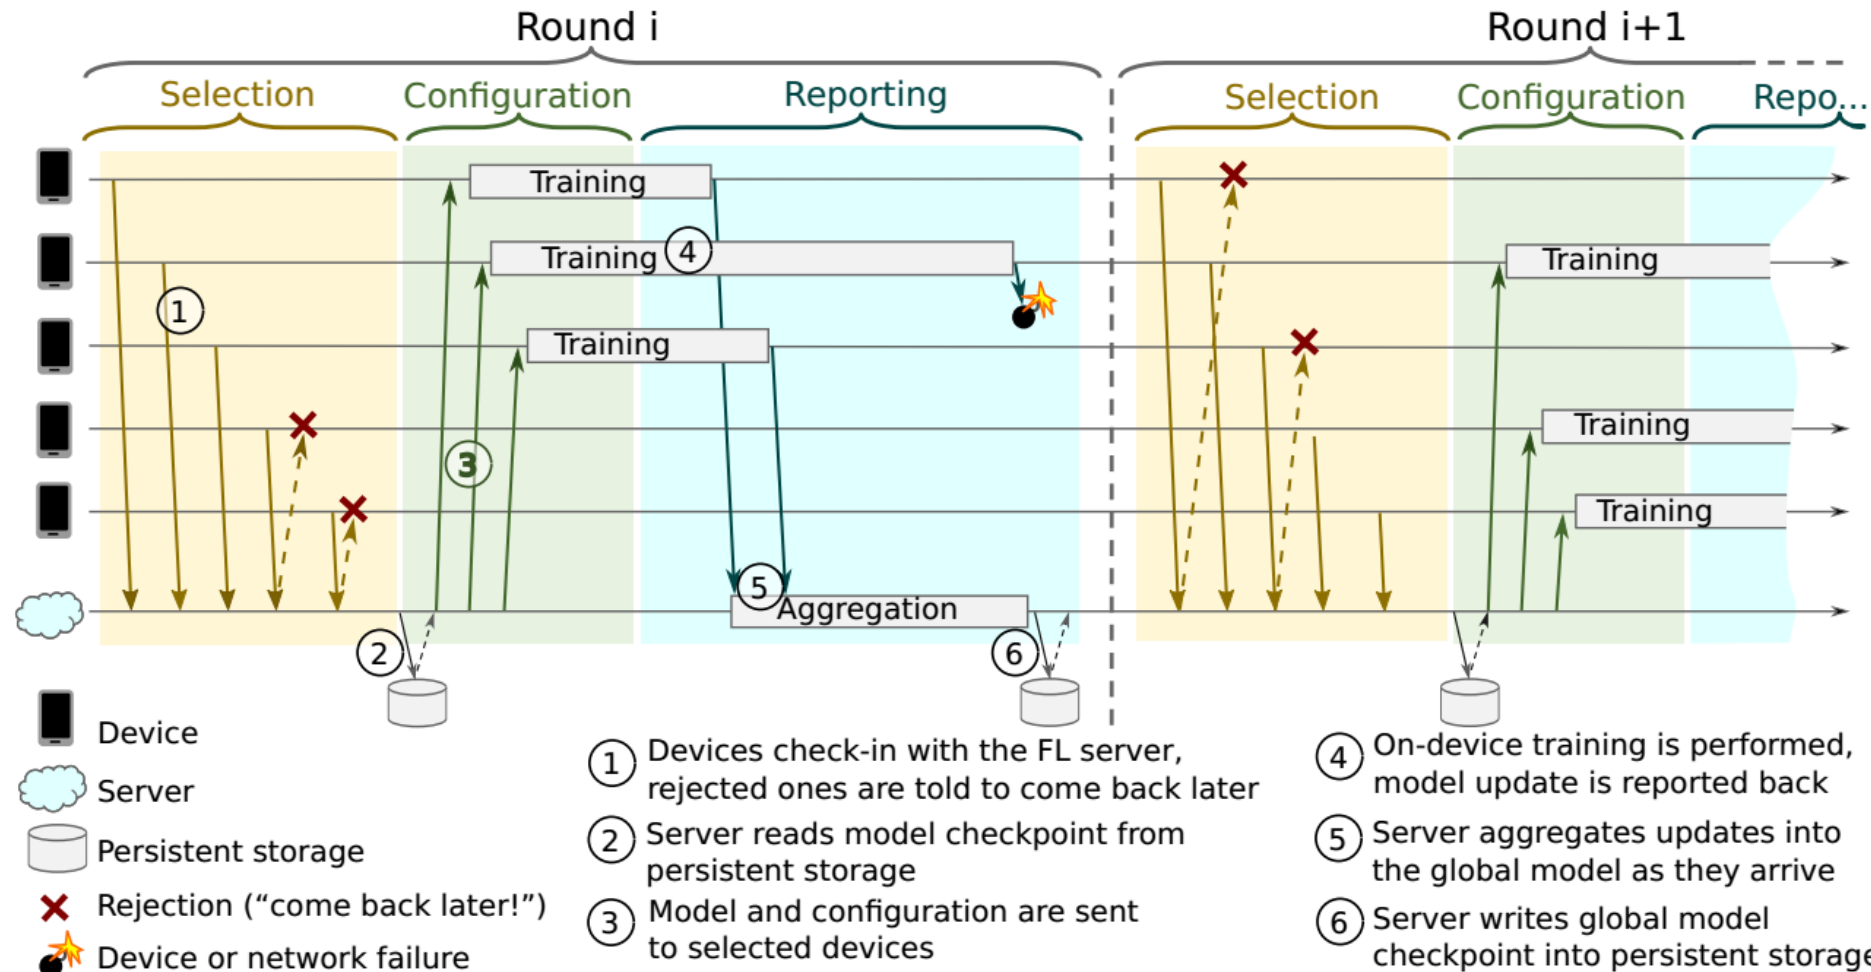 Round i
Round i+1
Selection
Configuration
Reporting
Selection
Configuration
Repo...
Training
Training
4
Training
1
3
Training
Training
Training
5
Aggregation
2
6
Device
Server
Persistent storage
Rejection (“come back later!”)
Device or network failure
1
Devices check-in with the FL server,
rejected ones are told to come back later
2
Server reads model checkpoint from
persistent storage
3
Model and configuration are sent
to selected devices
4
On-device training is performed,
model update is reported back
5
Server aggregates updates into
the global model as they arrive
6
Server writes global model
checkpoint into persistent storage